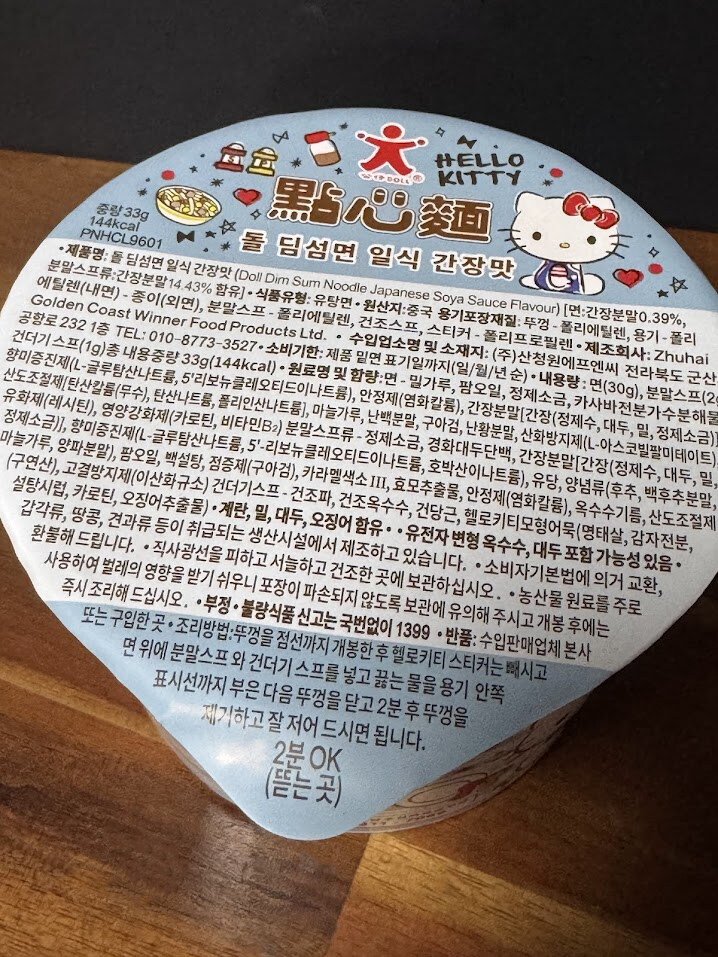 公仔DOLL®
HELLO
KITTY
點心麵
돌 딤섬면 일식 간장맛
중량 33g
144kcal
PNHCL9601
• 제품명: 돌 딤섬면 일식 간장맛 (Doll Dim Sum Noodle Japanese Soya Sauce Flavour) [면:간장분말0.39%,
분말스프류:간장분말14.43% 함유] • 식품유형: 유탕면 • 원산지:중국 용기포장재질: 뚜껑 - 폴리에틸렌, 용기 - 폴리
에틸렌(내면) - 종이(외면), 분말스프 - 폴리에틸렌, 건조스프, 스티커 - 폴리프로필렌 • 제조회사: Zhuhai
Golden Coast Winner Food Products Ltd. • 수입업소명 및 소재지: (주)산청원에프엔씨 전라북도 군산
공항로 232 1층 TEL: 010-8773-3527 • 소비기한: 제품 밑면 표기일까지(일/월/년 순) • 내용량: 면(30g), 분말스프(2g
건더기스프(1g)총 내용중량 33g(144kcal) • 원료명 및 함량:면 - 밀가루, 팜오일, 정제소금, 카사바전분가수분해물
향미증진제(L-글루탐산나트륨, 5'리보뉴클레오티드이나트륨), 안정제(염화칼륨), 간장분말[간장(정제수, 대두, 밀, 정제소금)]
산도조절제[탄산칼륨(무수), 탄산나트륨, 폴리인산나트륨], 마늘가루, 난백분말, 구아검, 난황분말, 산화방지제(L-아스코빌팔미테이트)
유화제(레시틴), 영양강화제(카로틴, 비타민B₂) 분말스프류 - 정제소금, 경화대두단백, 간장분말[간장(정제수, 대두, 밀,
정제소금)], 향미증진제(L-글루탐산나트륨, 5'-리보뉴클레오티드이나트륨, 호박산이나트륨), 유당, 양념류(후추, 백후추분말,
마늘가루, 양파분말), 팜오일, 백설탕, 점증제(구아검), 카라멜색소 III, 효모추출물, 안정제(염화칼륨), 옥수수기름, 산도조절제
(구연산), 고결방지제(이산화규소) 건더기스프 - 건조파, 건조옥수수, 건당근, 헬로키티모형어묵(명태살, 감자전분,
설탕시럽, 카로틴, 오징어추출물) • 계란, 밀, 대두, 오징어 함유 • • 유전자 변형 옥수수, 대두 포함 가능성 있음 •
갑각류, 땅콩, 견과류 등이 취급되는 생산시설에서 제조하고 있습니다. • 소비자기본법에 의거 교환,
환불해 드립니다. • 직사광선을 피하고 서늘하고 건조한 곳에 보관하십시오. • 농산물 원료를 주로
사용하여 벌레의 영향을 받기 쉬우니 포장이 파손되지 않도록 보관에 유의해 주시고 개봉 후에는
즉시 조리해 드십시오. • 부정 • 불량식품 신고는 국번없이 1399 • 반품: 수입판매업체 본사
또는 구입한 곳 • 조리방법:뚜껑을 점선까지 개봉한 후 헬로키티 스티커는 빼시고
면 위에 분말스프 와 건더기 스프를 넣고 끓는 물을 용기 안쪽
표시선까지 부은 다음 뚜껑을 닫고 2분 후 뚜껑을
제거하고 잘 저어 드시면 됩니다.
2분 OK
(뜯는 곳)